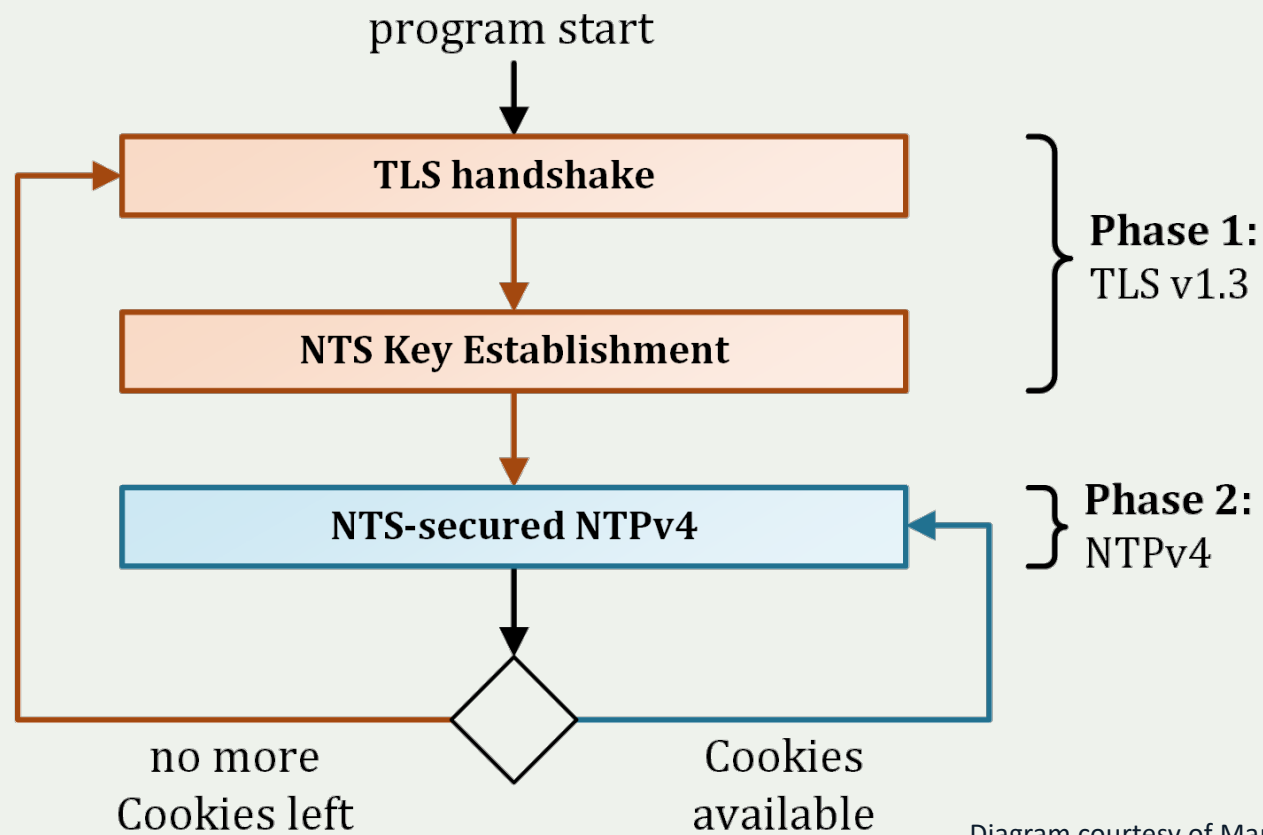 program start
TLS handshake
Phase 1:
TLS v1.3
NTS Key Establishment
NTS-secured NTPv4
Phase 2:
NTPv4
no more
Cookies left
Cookies
available
Diagram courtesy of